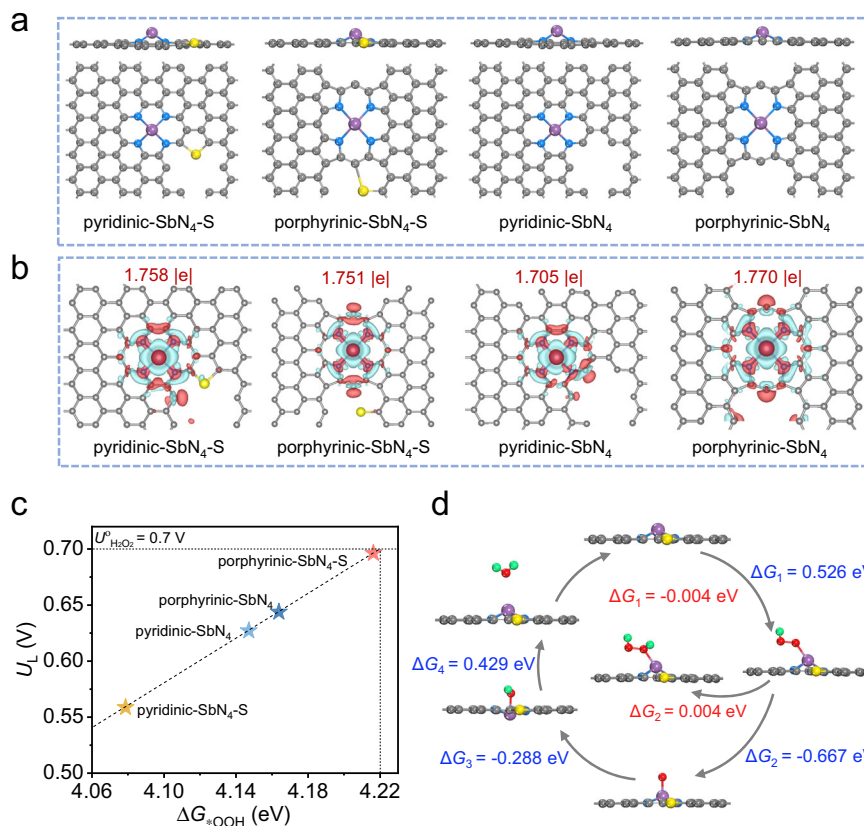 a
pyridinic-SbN₄-S porphyrinic-SbN₄-S pyridinic-SbN₄ porphyrinic-SbN₄
b
1.758 |e| 1.751 |e| 1.705 |e| 1.770 |e|
pyridinic-SbN₄-S porphyrinic-SbN₄-S pyridinic-SbN₄ porphyrinic-SbN₄
c
U°H₂O₂ = 0.7 V
0.70
0.65
0.60
0.55
0.50
U_L (V)
porphyrinic-SbN₄-S
porphyrinic-SbN₄
pyridinic-SbN₄
pyridinic-SbN₄-S
4.06 4.10 4.14 4.18 4.22
ΔG*OOH (eV)
d
ΔG₁ = 0.526 eV
ΔG₁ = -0.004 eV
ΔG₄ = 0.429 eV
ΔG₂ = 0.004 eV
ΔG₃ = -0.288 eV
ΔG₂ = -0.667 eV